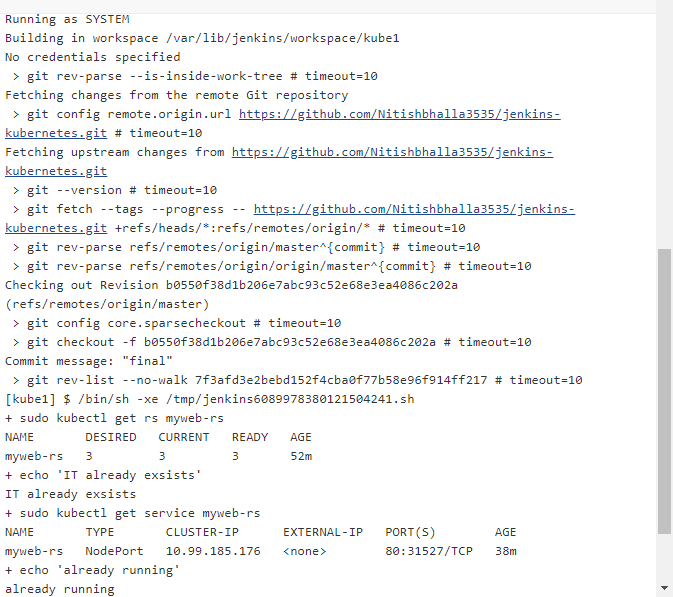 Running as SYSTEM
Building in workspace /var/lib/jenkins/workspace/kube1
No credentials specified
 > git rev-parse --is-inside-work-tree # timeout=10
Fetching changes from the remote Git repository
 > git config remote.origin.url https://github.com/Nitishbhalla3535/jenkins-
kubernetes.git # timeout=10
Fetching upstream changes from https://github.com/Nitishbhalla3535/jenkins-
kubernetes.git
 > git --version # timeout=10
 > git fetch --tags --progress -- https://github.com/Nitishbhalla3535/jenkins-
kubernetes.git +refs/heads/*:refs/remotes/origin/* # timeout=10
 > git rev-parse refs/remotes/origin/master^{commit} # timeout=10
 > git rev-parse refs/remotes/origin/origin/master^{commit} # timeout=10
Checking out Revision b0550f38d1b206e7abc93c52e68e3ea4086c202a
(refs/remotes/origin/master)
 > git config core.sparsecheckout # timeout=10
 > git checkout -f b0550f38d1b206e7abc93c52e68e3ea4086c202a # timeout=10
Commit message: "final"
 > git rev-list --no-walk 7f3afd3e2bebd152f4cba0f77b58e96f914ff217 # timeout=10
[kube1] $ /bin/sh -xe /tmp/jenkins6089978380121504241.sh
+ sudo kubectl get rs myweb-rs
NAME       DESIRED   CURRENT   READY   AGE
myweb-rs   3         3         3       52m
+ echo 'IT already exsists'
IT already exsists
+ sudo kubectl get service myweb-rs
NAME       TYPE       CLUSTER-IP      EXTERNAL-IP   PORT(S)        AGE
myweb-rs   NodePort   10.99.185.176   <none>        80:31527/TCP   38m
+ echo 'already running'
already running